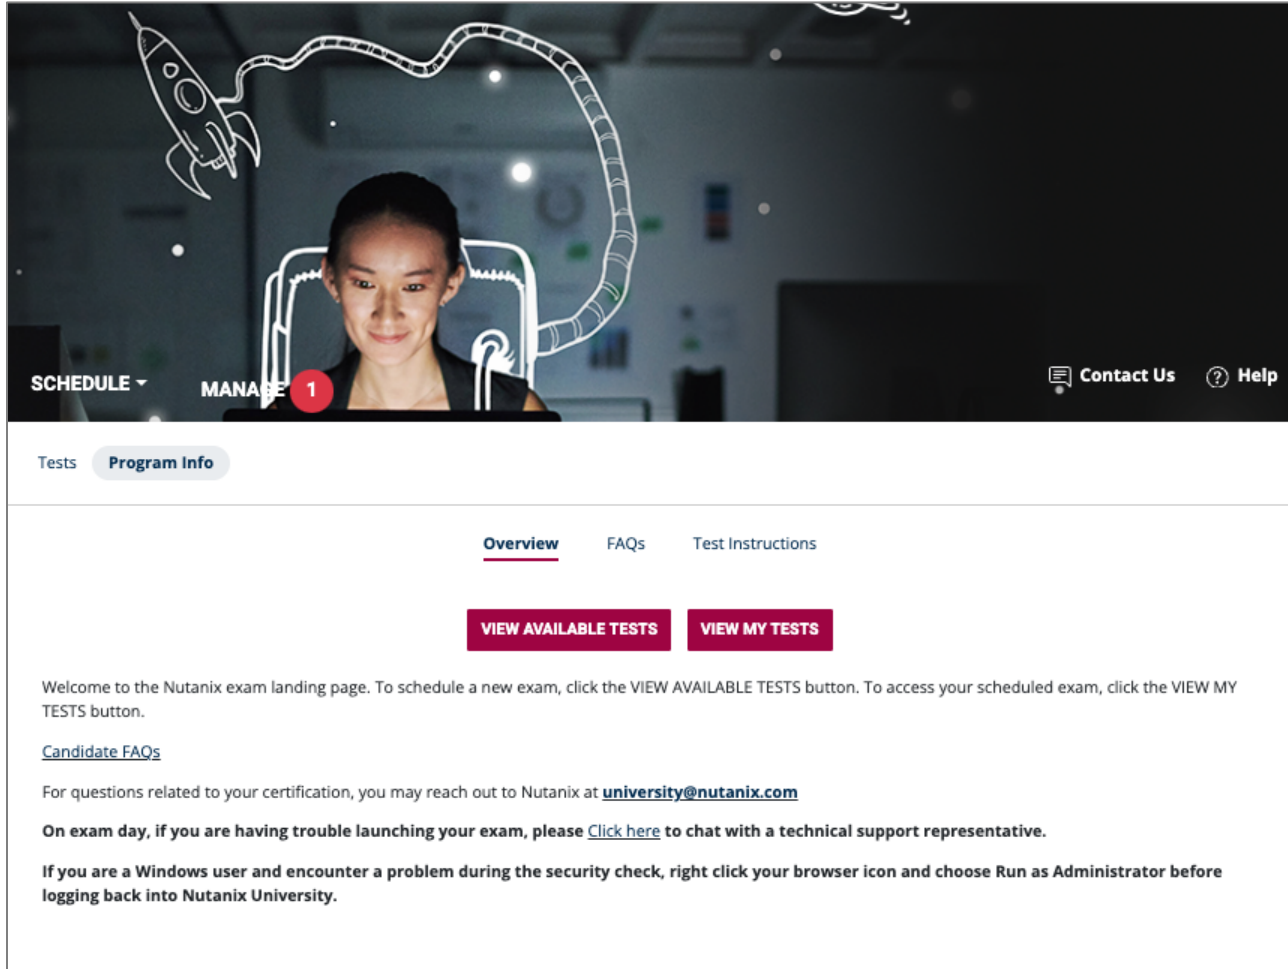 SCHEDULE
MANAGE 1
Contact Us
Help
Tests
Program Info
Overview
FAQs
Test Instructions
VIEW AVAILABLE TESTS
VIEW MY TESTS
Welcome to the Nutanix exam landing page. To schedule a new exam, click the VIEW AVAILABLE TESTS button. To access your scheduled exam, click the VIEW MY
TESTS button.
Candidate FAQs
For questions related to your certification, you may reach out to Nutanix at university@nutanix.com
On exam day, if you are having trouble launching your exam, please Click here to chat with a technical support representative.
If you are a Windows user and encounter a problem during the security check, right click your browser icon and choose Run as Administrator before
logging back into Nutanix University.